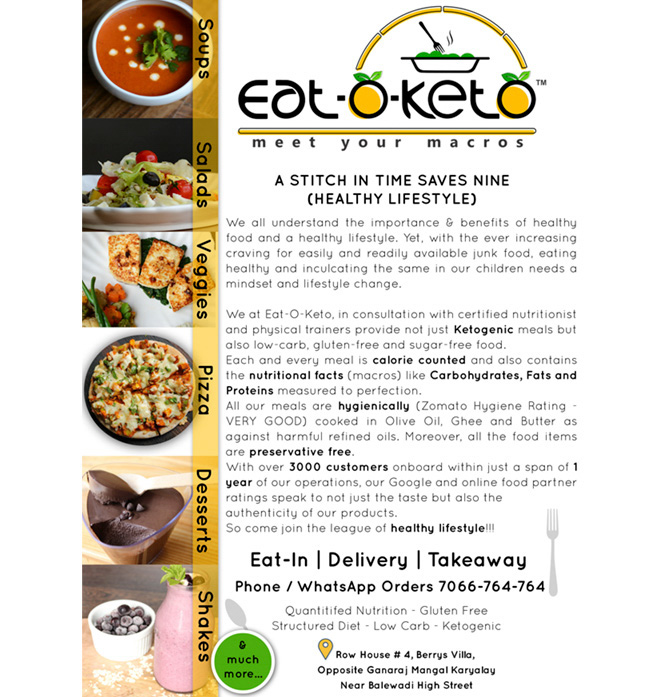 Soups
Salads
Veggies
Pizza
Desserts
Shakes
& 
much
more...
Eat-O-Keto™
meet your macros
A STITCH IN TIME SAVES NINE
(HEALTHY LIFESTYLE)
We all understand the importance & benefits of healthy
food and a healthy lifestyle. Yet, with the ever increasing
craving for easily and readily available junk food, eating
healthy and inculcating the same in our children needs a
mindset and lifestyle change.
We at Eat-O-Keto, in consultation with certified nutritionist
and physical trainers provide not just Ketogenic meals but
also low-carb, gluten-free and sugar-free food.
Each and every meal is calorie counted and also contains
the nutritional facts (macros) like Carbohydrates, Fats and
Proteins measured to perfection.
All our meals are hygienically (Zomato Hygiene Rating -
VERY GOOD) cooked in Olive Oil, Ghee and Butter as
against harmful refined oils. Moreover, all the food items
are preservative free.
With over 3000 customers onboard within just a span of 1
year of our operations, our Google and online food partner
ratings speak to not just the taste but also the
authenticity of our products.
So come join the league of healthy lifestyle!!!
Eat-In | Delivery | Takeaway
Phone / WhatsApp Orders 7066-764-764
Quantitifed Nutrition - Gluten Free
Structured Diet - Low Carb - Ketogenic
Row House # 4, Berrys Villa,
Opposite Ganaraj Mangal Karyalay
Near Balewadi High Street